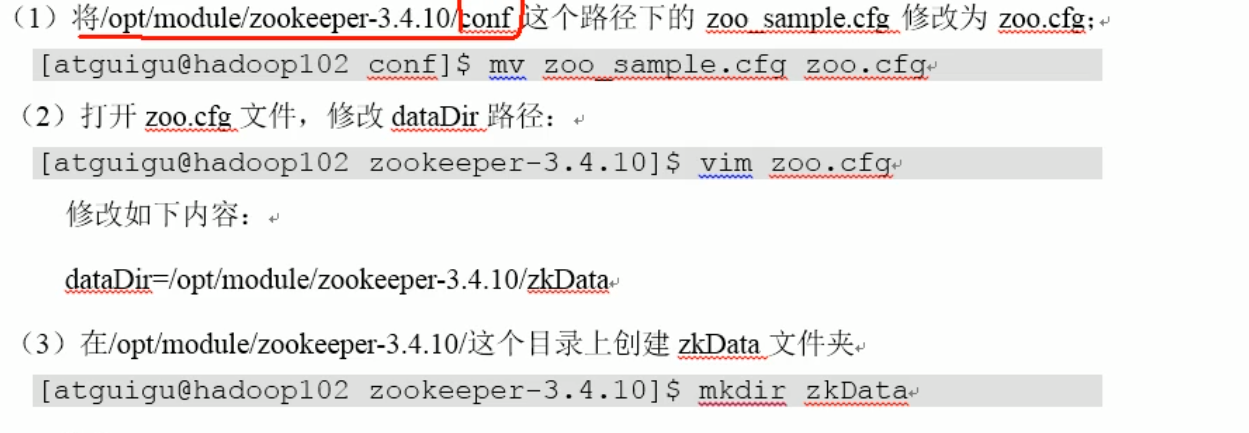 （1）将/opt/module/zookeeper-3.4.10/conf 这个路径下的 zoo_sample.cfg 修改为 zoo.cfg;
[atguigu@hadoop102 conf]$ mv zoo_sample.cfg zoo.cfg
（2）打开 zoo.cfg 文件，修改 dataDir 路径：
[atguigu@hadoop102 zookeeper-3.4.10]$ vim zoo.cfg
修改如下内容：
dataDir=/opt/module/zookeeper-3.4.10/zkData
（3）在/opt/module/zookeeper-3.4.10/这个目录上创建 zkData 文件夹
[atguigu@hadoop102 zookeeper-3.4.10]$ mkdir zkData